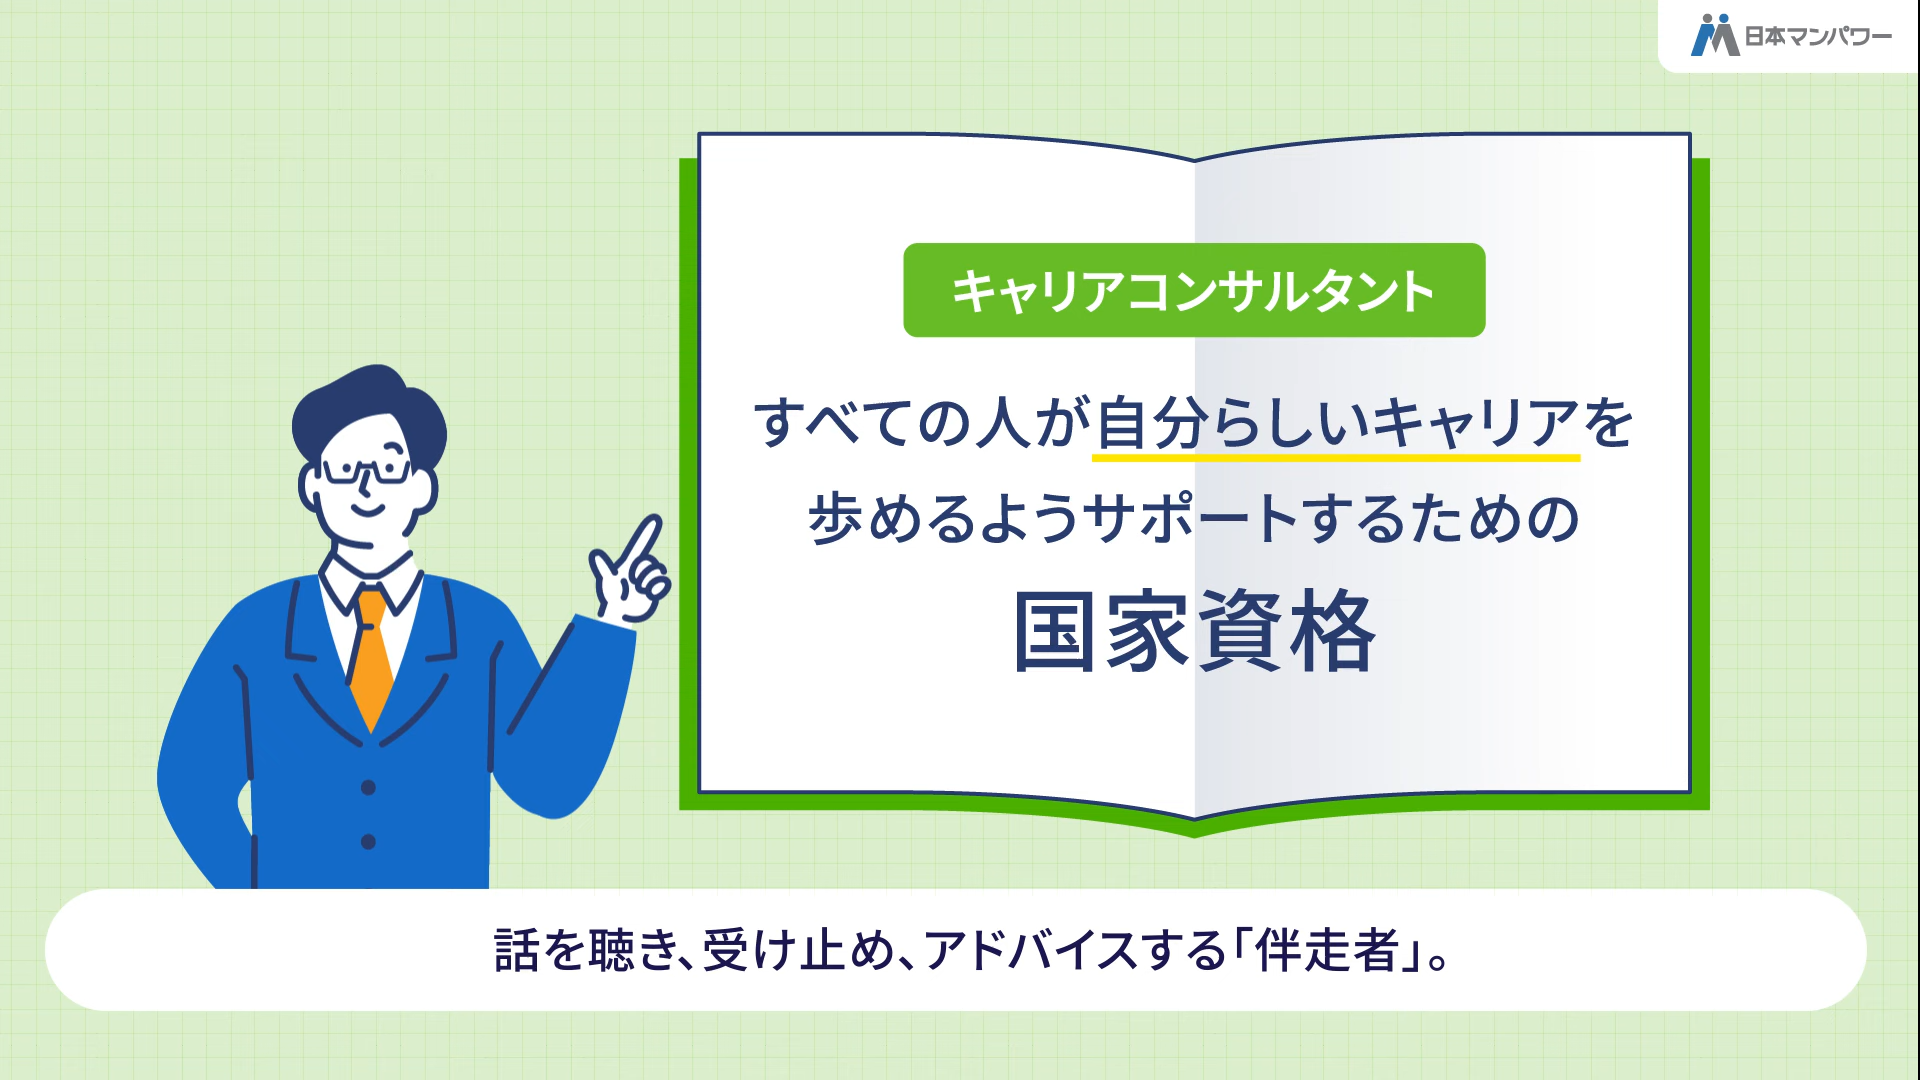 日本マンパワー
キャリアコンサルタント
すべての人が自分らしいキャリアを
歩めるようサポートするための
国家資格
話を聴き、受け止め、アドバイスする「伴走者」。